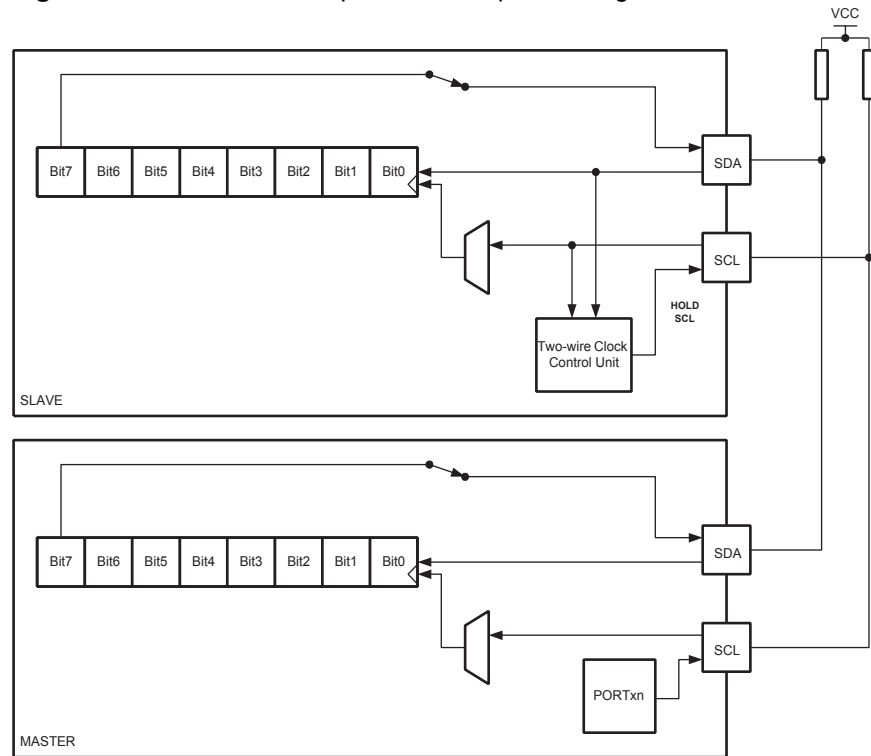 VCC
Bit7 Bit6 Bit5 Bit4 Bit3 Bit2 Bit1 Bit0
SDA
SCL
HOLD
SCL
Two-wire Clock
Control Unit
SLAVE
Bit7 Bit6 Bit5 Bit4 Bit3 Bit2 Bit1 Bit0
SDA
SCL
PORTxn
MASTER